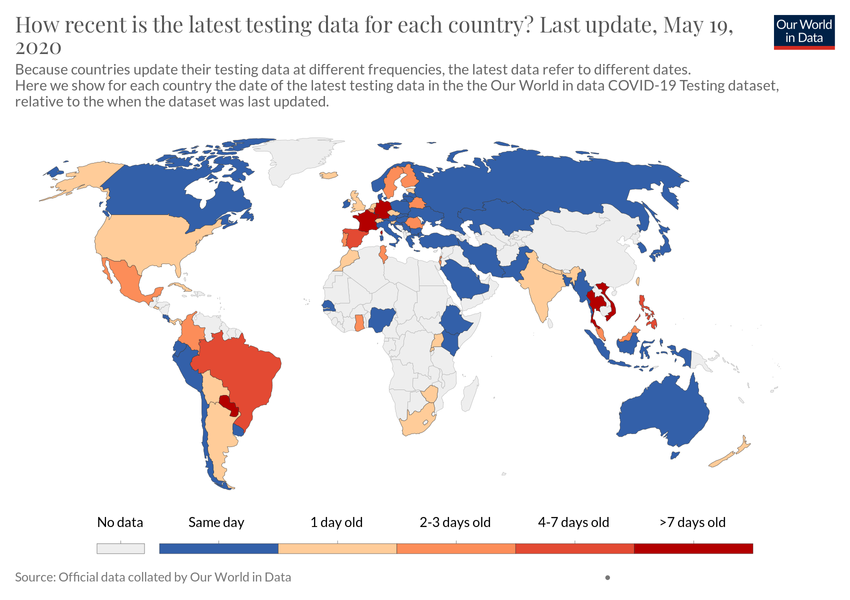 How recent is the latest testing data for each country? Last update, May 19,
2020
Our World
in Data
Because countries update their testing data at different frequencies, the latest data refer to different dates.
Here we show for each country the date of the latest testing data in the the Our World in data COVID-19 Testing dataset,
relative to the when the dataset was last updated.
No data
Same day
1 day old
2-3 days old
4-7 days old
>7 days old
Source: Official data collated by Our World in Data